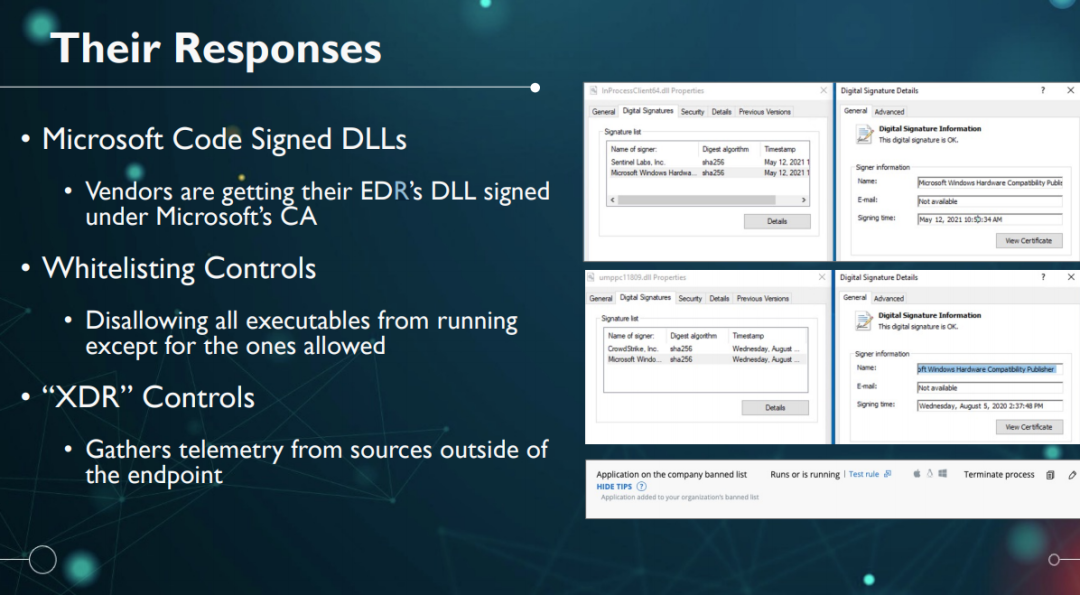 Their Responses
• Microsoft Code Signed DLLs
• Vendors are getting their EDR's DLL signed
under Microsoft's CA
• Whitelisting Controls
• Disallowing all executables from running
except for the ones allowed
• “XDR” Controls
• Gathers telemetry from sources outside of
the endpoint
InProcessClient64.dll Properties
General Digital Signatures Security Details Previous Versions
Signature list
Name of signer: Digest algorithm Timestamp
Sentinel Labs, Inc. sha256 May 12, 2021 1
Microsoft Windows Hardwa... sha256 May 12, 2021 1
Details
Digital Signature Details ? X
General Advanced
Digital Signature Information
This digital signature is OK.
Signer information
Name: Microsoft Windows Hardware Compatibility Publis
E-mail: Not available
Signing time: May 12, 2021 10:50:34 AM
View Certificate
umppc11809.dll Properties
General Digital Signatures Security Details Previous Versions
Signature list
Name of signer: Digest algorithm Timestamp
CrowdStrike, Inc. sha256 Wednesday, August ...
Microsoft Windo... sha256 Wednesday, August ...
Details
Digital Signature Details ? X
General Advanced
Digital Signature Information
This digital signature is OK.
Signer information
Name: oft Windows Hardware Compatibility Publisher
E-mail: Not available
Signing time: Wednesday, August 5, 2020 2:37:48 PM
View Certificate
Application on the company banned list Runs or is running | Test rule Terminate process
HIDE TIPS ?
Application added to your organization's banned list